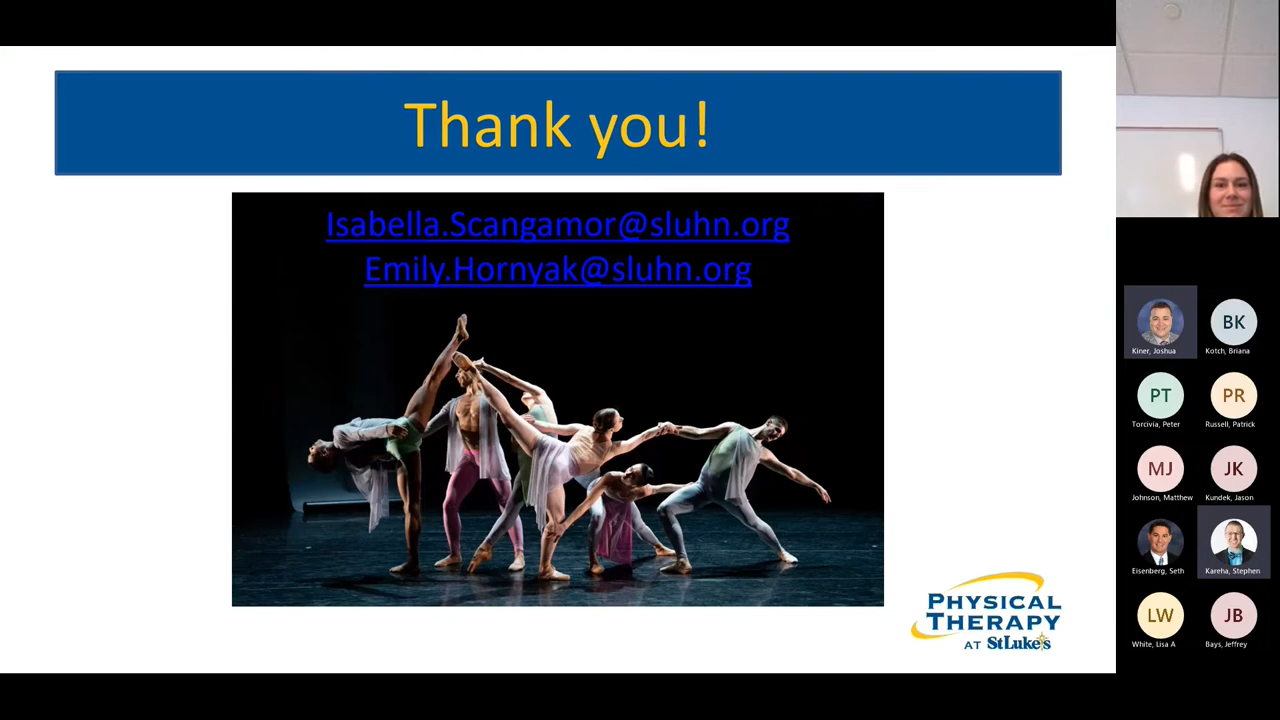 Thank you!
Isabella.Scangamor@sluhn.org
Emily.Hornyak@sluhn.org
PHYSICAL
THERAPY
AT StLuke's
Kiner, Joshua
BK
Kotch, Briana
PT
Torcivia, Peter
PR
Russell, Patrick
MJ
Johnson, Matthew
JK
Kundek, Jason
Eisenberg, Seth
Kareha, Stephen
LW
White, Lisa A
JB
Bays, Jeffrey